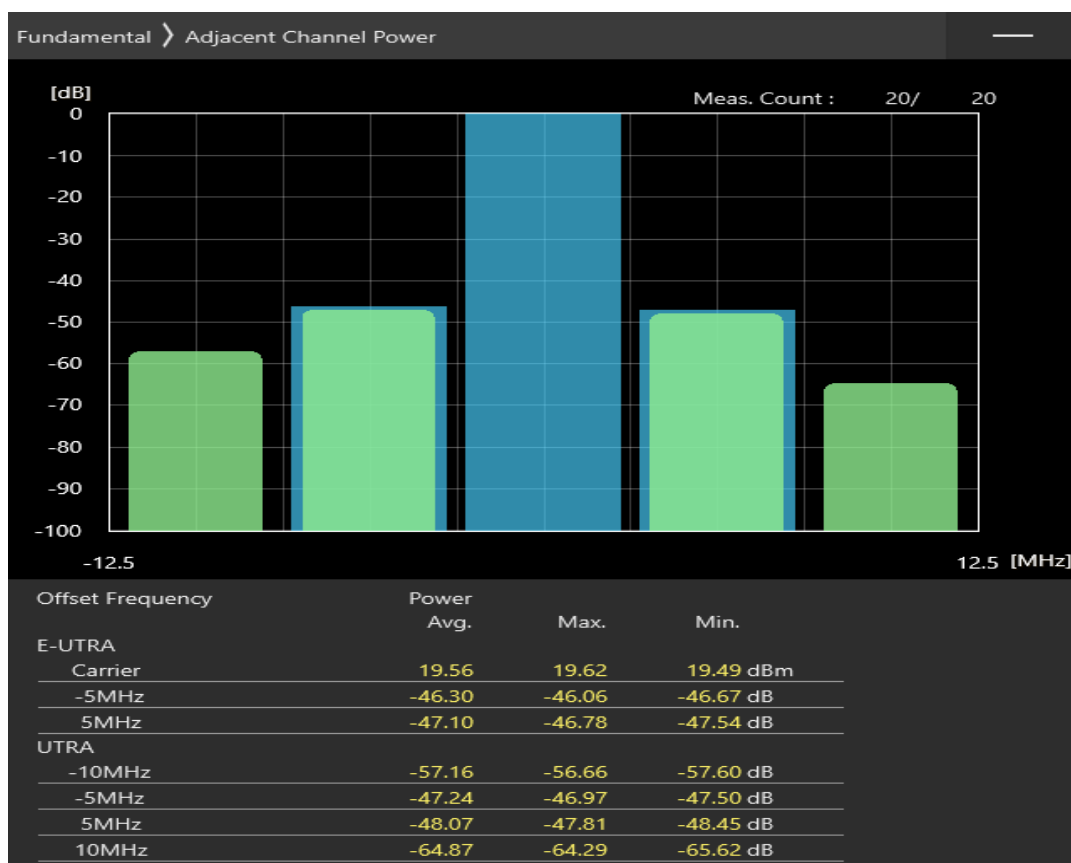 Fundamental ❯ Adjacent Channel Power
[dB]
Meas. Count : 20/ 20
0
-10
-20
-30
-40
-50
-60
-70
-80
-90
-100
-12.5 12.5 [MHz]
Offset Frequency Power
Avg. Max. Min.
E-UTRA
Carrier 19.56 19.62 19.49 dBm
-5MHz -46.30 -46.06 -46.67 dB
5MHz -47.10 -46.78 -47.54 dB
UTRA
-10MHz -57.16 -56.66 -57.60 dB
-5MHz -47.24 -46.97 -47.50 dB
5MHz -48.07 -47.81 -48.45 dB
10MHz -64.87 -64.29 -65.62 dB